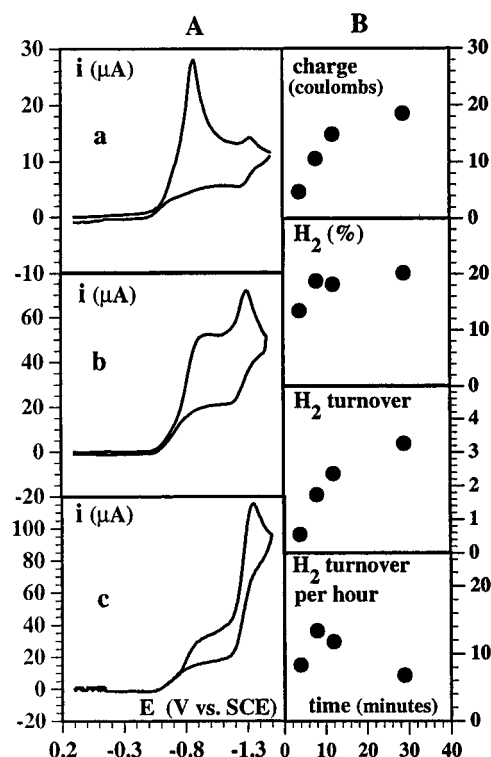 A
B
30
20
10
0
-10
i (μA)
a
60
40
20
0
-20
i (μA)
b
100
80
60
40
20
0
-20
i (μA)
c
E (V vs. SCE)
0.2
-0.3
-0.8
-1.3
charge
(coulombs)
30
20
10
0
H2 (%)
20
10
0
H2 turnover
4
3
2
1
0
H2 turnover
per hour
20
10
0
time (minutes)
0
10
20
30
40